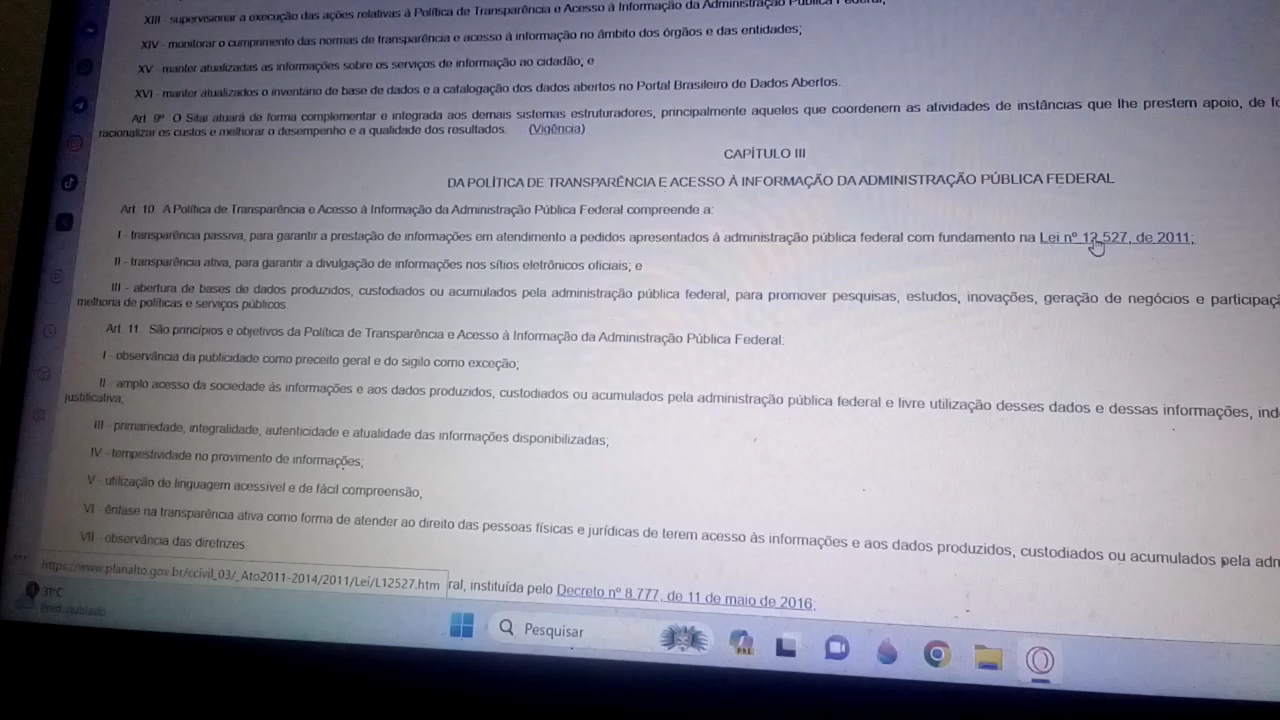 XIII - supervisionar a execução das ações relativas à Política de Transparência e Acesso à Informação da Administração Pública Federal;
XIV - monitorar o cumprimento das normas de transparência e acesso à informação no âmbito dos órgãos e das entidades;
XV - manter atualizadas as informações sobre os serviços de informação ao cidadão; e
XVI - manter atualizados o inventário de base de dados e a catalogação dos dados abertos no Portal Brasileiro de Dados Abertos.
Art. 9º O Sitai atuará de forma complementar e integrada aos demais sistemas estruturadores, principalmente aqueles que coordenem as atividades de instâncias que lhe prestem apoio, de
racionalizar os custos e melhorar o desempenho e a qualidade dos resultados. (Vigência)
CAPÍTULO III
DA POLÍTICA DE TRANSPARÊNCIA E ACESSO À INFORMAÇÃO DA ADMINISTRAÇÃO PÚBLICA FEDERAL
Art. 10. A Política de Transparência e Acesso à Informação da Administração Pública Federal compreende a:
I - transparência passiva, para garantir a prestação de informações em atendimento a pedidos apresentados à administração pública federal com fundamento na Lei nº 12.527, de 2011;
II - transparência ativa, para garantir a divulgação de informações nos sítios eletrônicos oficiais; e
III - abertura de bases de dados produzidos, custodiados ou acumulados pela administração pública federal, para promover pesquisas, estudos, inovações, geração de negócios e participaçã
melhoria de políticas e serviços públicos.
Art. 11. São princípios e objetivos da Política de Transparência e Acesso à Informação da Administração Pública Federal:
I - observância da publicidade como preceito geral e do sigilo como exceção;
II - amplo acesso da sociedade às informações e aos dados produzidos, custodiados ou acumulados pela administração pública federal e livre utilização desses dados e dessas informações, ind
justificativa;
III - primariedade, integralidade, autenticidade e atualidade das informações disponibilizadas;
IV - tempestividade no provimento de informações;
V - utilização de linguagem acessível e de fácil compreensão;
VI - ênfase na transparência ativa como forma de atender ao direito das pessoas físicas e jurídicas de terem acesso às informações e aos dados produzidos, custodiados ou acumulados pela adm
VII - observância das diretrizes:
https://www.planalto.gov.br/ccivil_03/_Ato2011-2014/2011/Lei/L12527.htm ral, instituída pelo Decreto nº 8.777, de 11 de maio de 2016;
31°C
Pred. nublado
Pesquisar